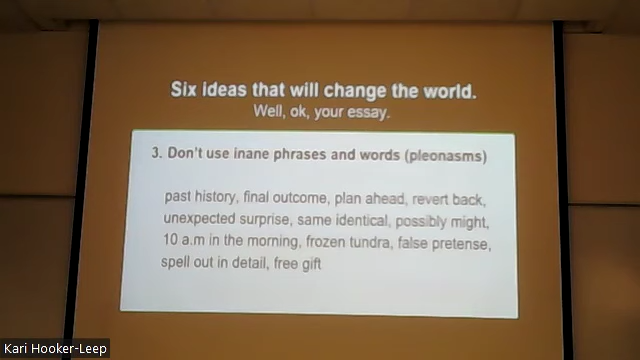 Six ideas that will change the world.
Well, ok, your essay.
3. Don't use inane phrases and words (pleonasms)
past history, final outcome, plan ahead, revert back,
unexpected surprise, same identical, possibly might,
10 a.m in the morning, frozen tundra, false pretense,
spell out in detail, free gift
Kari Hooker-Leep